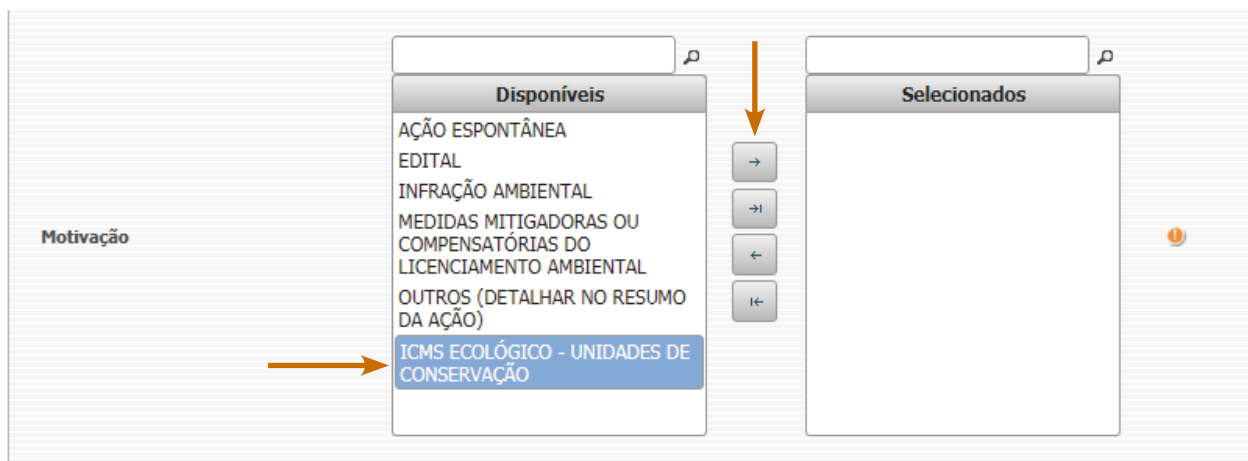 Disponíveis
Selecionados
AÇÃO ESPONTÂNEA
EDITAL
INFRAÇÃO AMBIENTAL
MEDIDAS MITIGADORAS OU
COMPENSATÓRIAS DO
LICENCIAMENTO AMBIENTAL
Motivação
OUTROS (DETALHAR NO RESUMO
DA AÇÃO)
ICMS ECOLÓGICO - UNIDADES DE
CONSERVAÇÃO